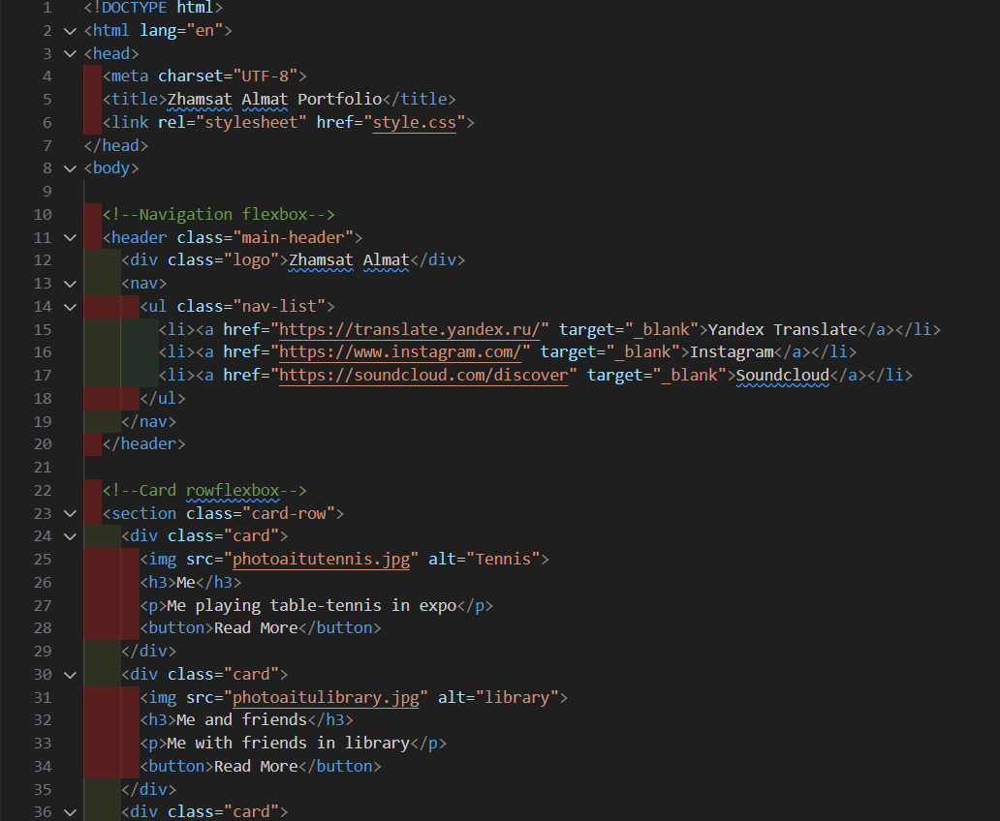 1 <!DOCTYPE html>
2 <html lang="en">
3 <head>
4 <meta charset="UTF-8">
5 <title>Zhamsat Almat Portfolio</title>
6 <link rel="stylesheet" href="style.css">
7 </head>
8 <body>
9
10 <!--Navigation flexbox-->
11 <header class="main-header">
12 <div class="logo">Zhamsat Almat</div>
13 <nav>
14 <ul class="nav-list">
15 <li><a href="https://translate.yandex.ru/" target="_blank">Yandex Translate</a></li>
16 <li><a href="https://www.instagram.com/" target="_blank">Instagram</a></li>
17 <li><a href="https://soundcloud.com/discover" target="_blank">Soundcloud</a></li>
18 </ul>
19 </nav>
20 </header>
21
22 <!--Card rowflexbox-->
23 <section class="card-row">
24 <div class="card">
25 <img src="photoaitutennis.jpg" alt="Tennis">
26 <h3>Me</h3>
27 <p>Me playing table-tennis in expo</p>
28 <button>Read More</button>
29 </div>
30 <div class="card">
31 <img src="photoaitulibrary.jpg" alt="library">
32 <h3>Me and friends</h3>
33 <p>Me with friends in library</p>
34 <button>Read More</button>
35 </div>
36 <div class="card">